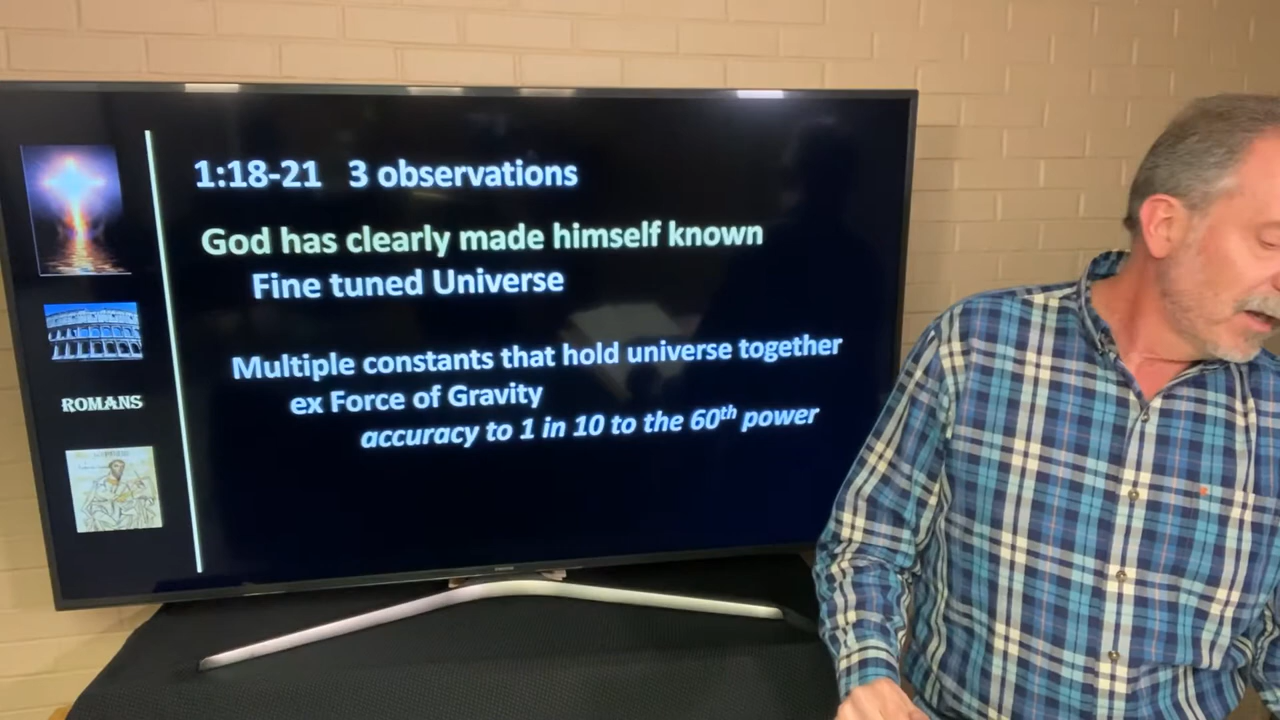 1:18-21 3 observations
God has clearly made himself known
Fine tuned Universe
Multiple constants that hold universe together
ex Force of Gravity
accuracy to 1 in 10 to the 60th power
ROMANS